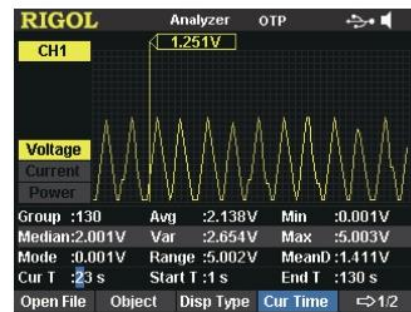 RIGOL Analyzer OTP
CH1
1.251V
Voltage
Current
Power
Group :130 Avg :2.138V Min :0.001V
Median:2.001V Var :2.654V Max :5.003V
Mode :0.001V Range :5.002V MeanD :1.411V
Cur T :23 s Start T :1 s End T :130 s
Open File Object Disp Type Cur Time ⇨1/2